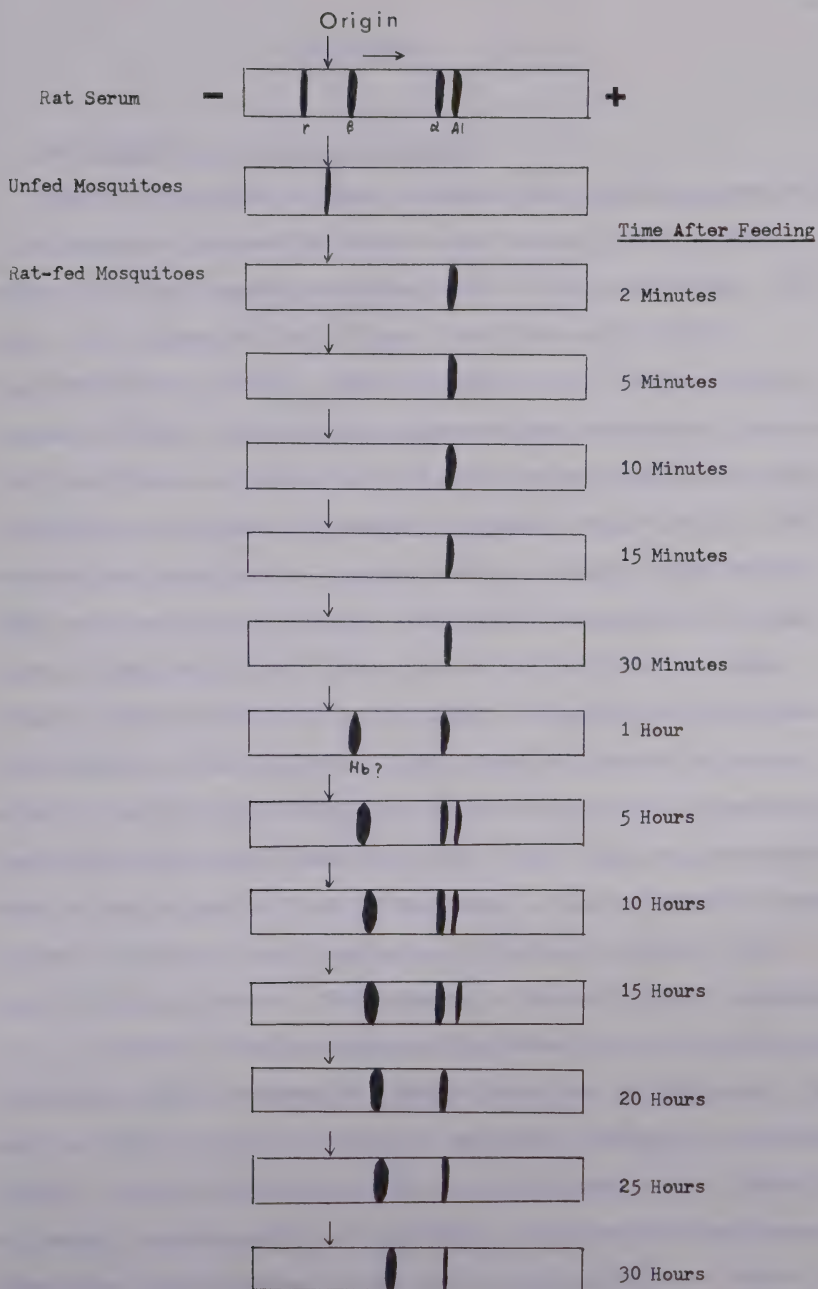 Origin
Rat Serum - +
r β α Al
Unfed Mosquitoes
Time After Feeding
Rat-fed Mosquitoes
2 Minutes
5 Minutes
10 Minutes
15 Minutes
30 Minutes
1 Hour
Hb?
5 Hours
10 Hours
15 Hours
20 Hours
25 Hours
30 Hours